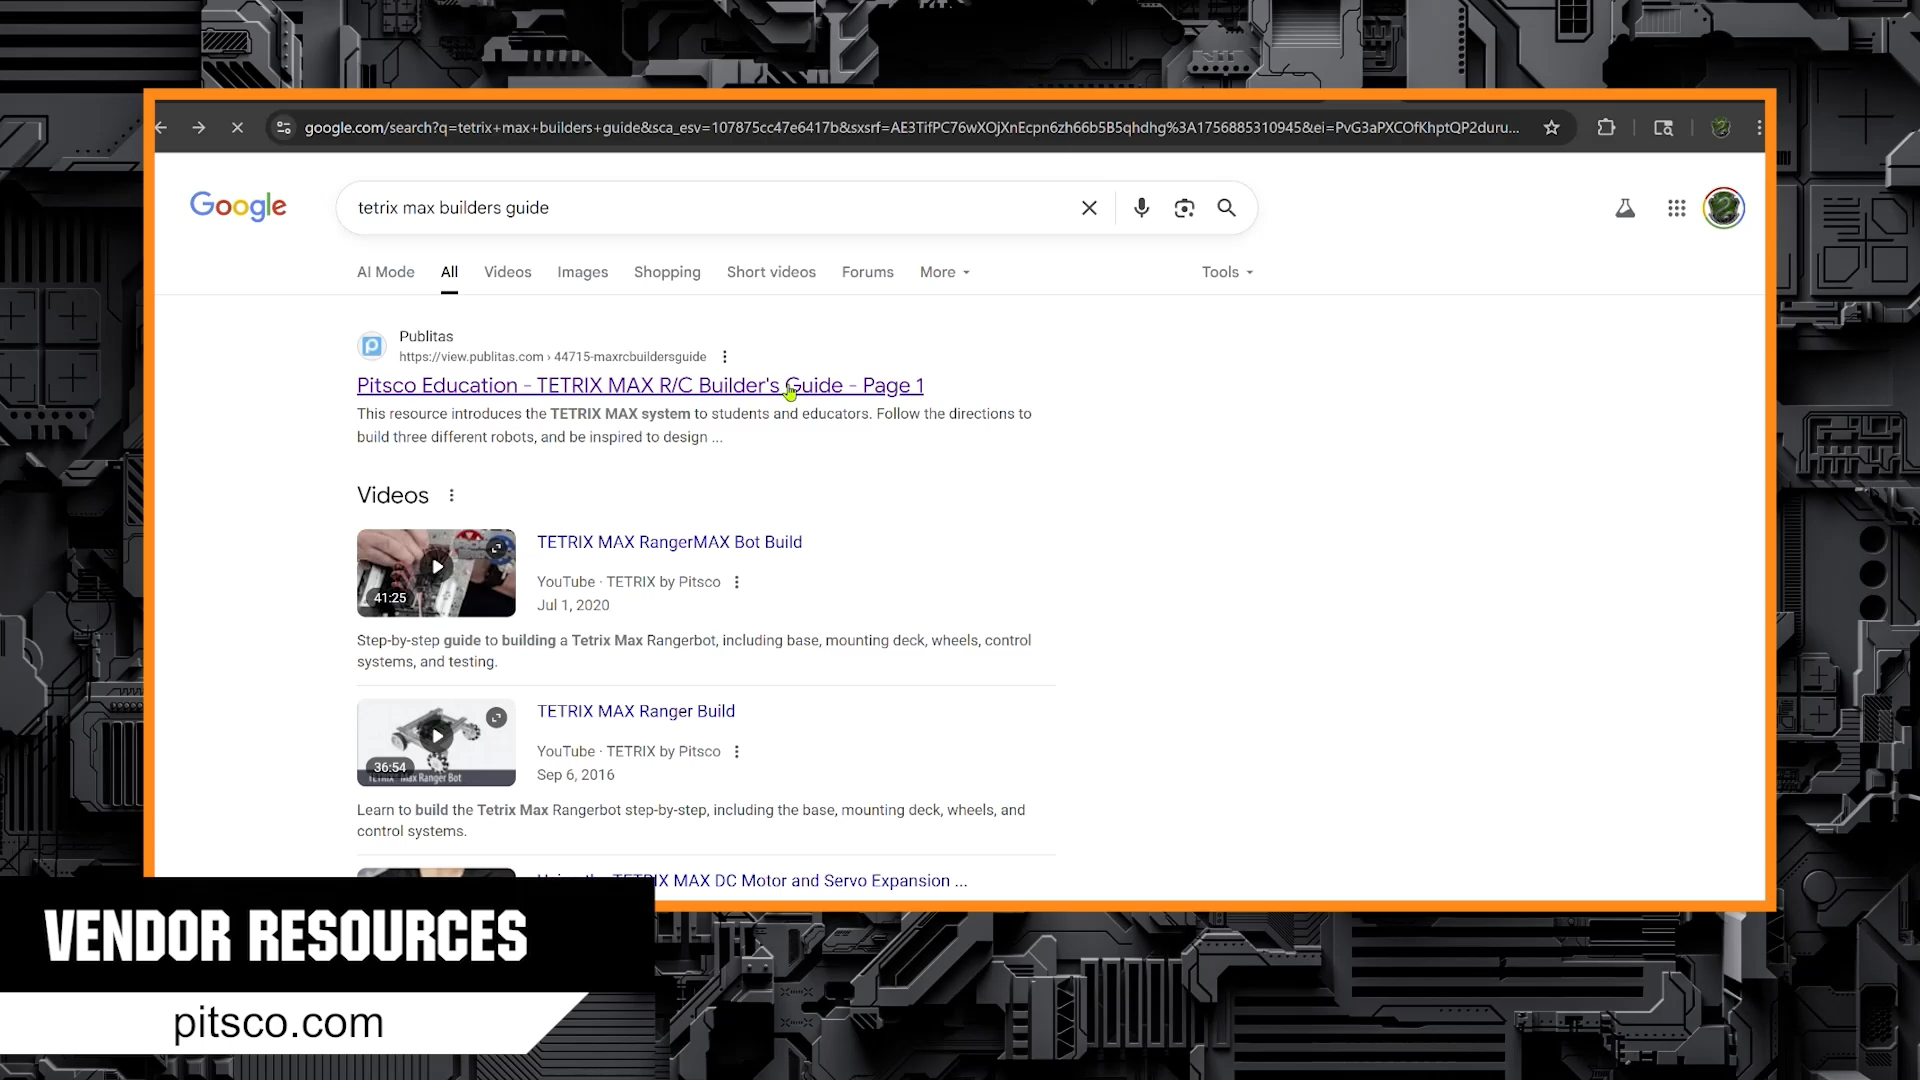 google.com/search?q=tetrix+max+builders+guide&sca_esv=107875cc47e6417b&sxsrf=AE3TifPC76wXOjXnEcpn6zh66b5B5qhdhg%3A1756885310945&ei=PvG3aPXCOfKhptQP2duru...
Google
tetrix max builders guide
AI Mode All Videos Images Shopping Short videos Forums More Tools
Publitas
https://view.publitas.com › 44715-maxrcbuildersguide
Pitsco Education - TETRIX MAX R/C Builder's Guide - Page 1
This resource introduces the TETRIX MAX system to students and educators. Follow the directions to
build three different robots, and be inspired to design ...
Videos
41:25
TETRIX MAX RangerMAX Bot Build
YouTube · TETRIX by Pitsco
Jul 1, 2020
Step-by-step guide to building a Tetrix Max Rangerbot, including base, mounting deck, wheels, control
systems, and testing.
36:54
TETRIX Max Ranger Bot
TETRIX MAX Ranger Build
YouTube · TETRIX by Pitsco
Sep 6, 2016
Learn to build the Tetrix Max Rangerbot step-by-step, including the base, mounting deck, wheels, and
control systems.
MAX DC Motor and Servo Expansion ...
VENDOR RESOURCES
pitsco.com